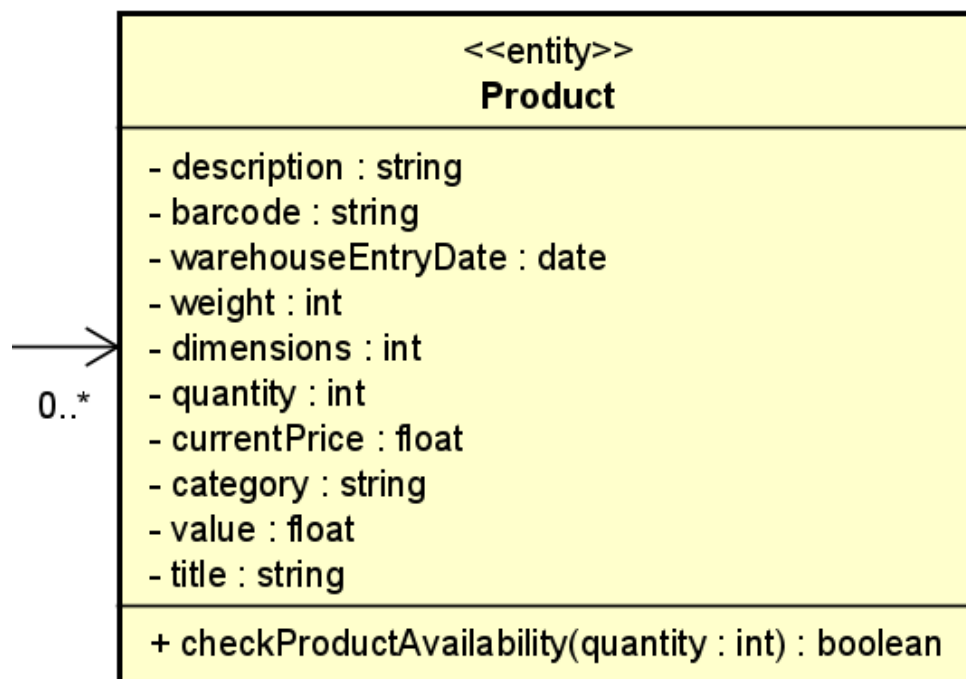 <<entity>>
Product
- description : string
- barcode : string
- warehouseEntryDate : date
- weight : int
- dimensions : int
0..*
- quantity : int
- currentPrice : float
- category : string
- value : float
- title : string
+ checkProductAvailability(quantity : int) : boolean